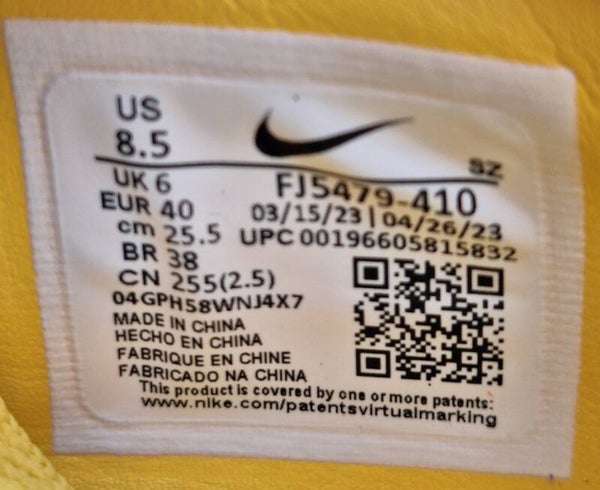 US
8.5
SZ
UK 6
FJ5479-410
EUR 40
03/15/23 | 04/26/23
cm 25.5
UPC 00196605815832
BR 38
CN 255(2.5)
04GPH58WNJ4X7
MADE IN CHINA
HECHO EN CHINA
FABRIQUE EN CHINE
FABRICADO NA CHINA
This product is covered by one or more patents:
www.nike.com/patentsvirtualmarking